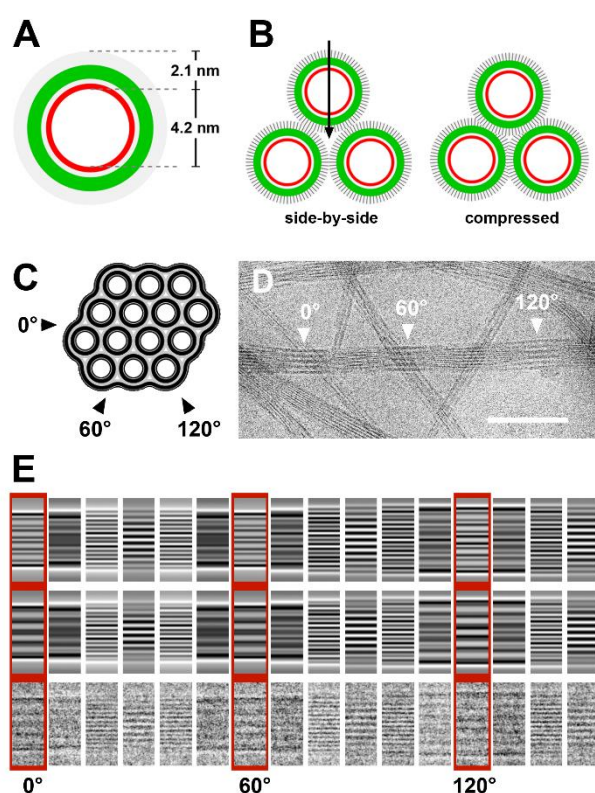 A
2.1 nm
4.2 nm
B
side-by-side
compressed
C
0°
60°
120°
D
0°
60°
120°
E
0°
60°
120°